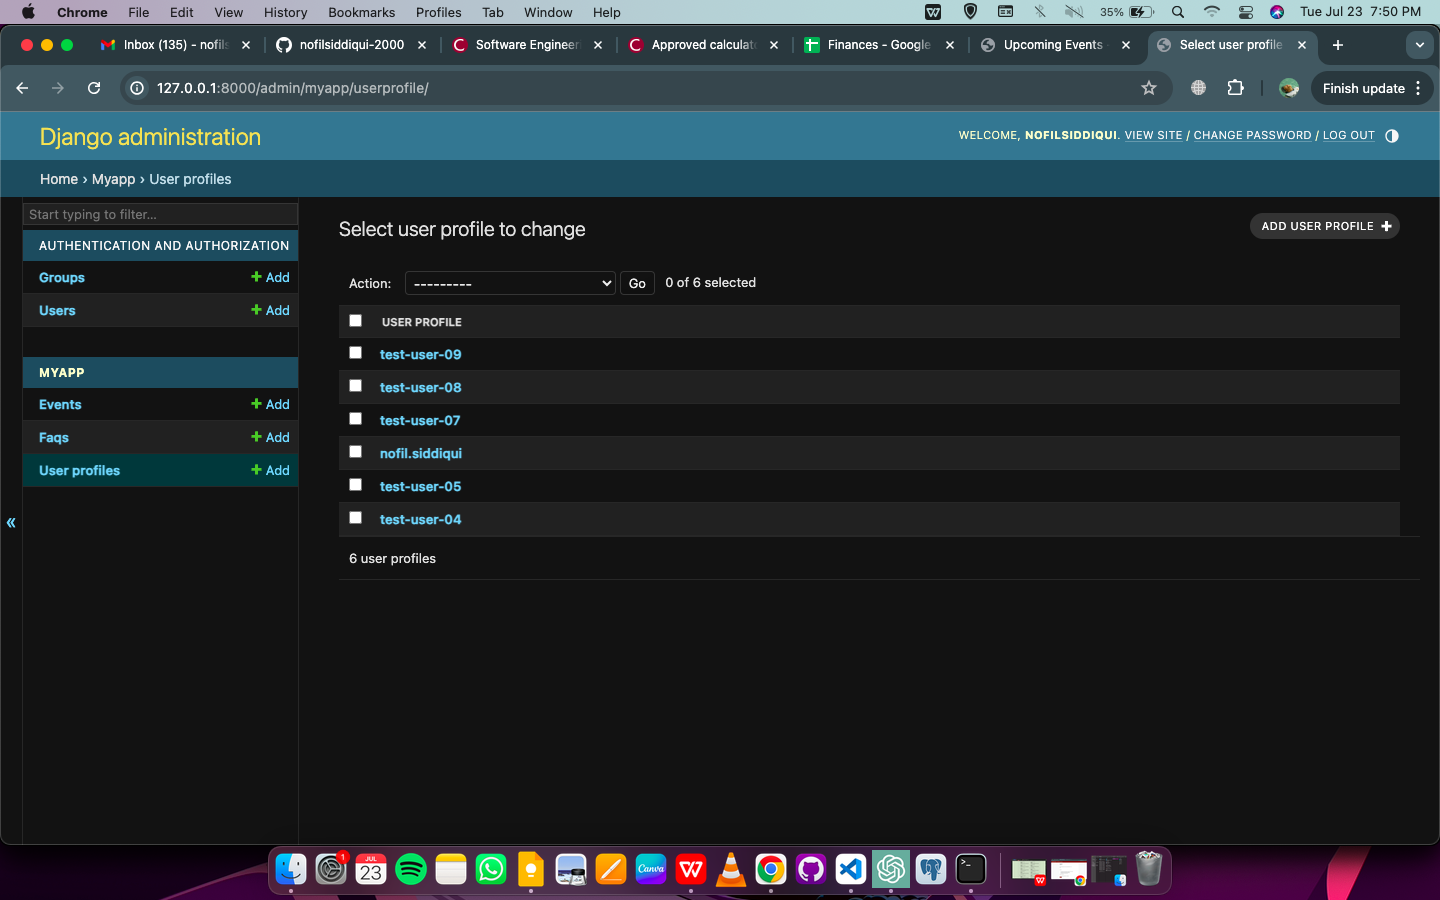 Chrome File Edit View History Bookmarks Profiles Tab Window Help 35% Tue Jul 23 7:50 PM
Inbox (135) - nofils nofilsiddiqui-2000 Software Engineer Approved calculat Finances - Google Upcoming Events Select user profile
127.0.0.1:8000/admin/myapp/userprofile/ Finish update
Django administration
WELCOME, NOFILSIDDIQUI. VIEW SITE / CHANGE PASSWORD / LOG OUT
Home › Myapp › User profiles
Start typing to filter...
AUTHENTICATION AND AUTHORIZATION
Groups + Add
Users + Add
MYAPP
Events + Add
Faqs + Add
User profiles + Add
«
Select user profile to change
ADD USER PROFILE +
Action: --------- Go 0 of 6 selected
USER PROFILE
test-user-09
test-user-08
test-user-07
nofil.siddiqui
test-user-05
test-user-04
6 user profiles
1
JUL
23
Canva